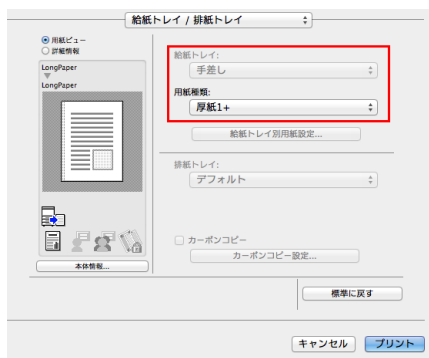 給紙トレイ / 排紙トレイ
用紙ビュー
詳細情報
LongPaper
LongPaper
給紙トレイ:
手差し
用紙種類:
厚紙1+
給紙トレイ別用紙設定...
排紙トレイ:
デフォルト
カーボンコピー
カーボンコピー設定...
本体情報...
標準に戻す
キャンセル
プリント